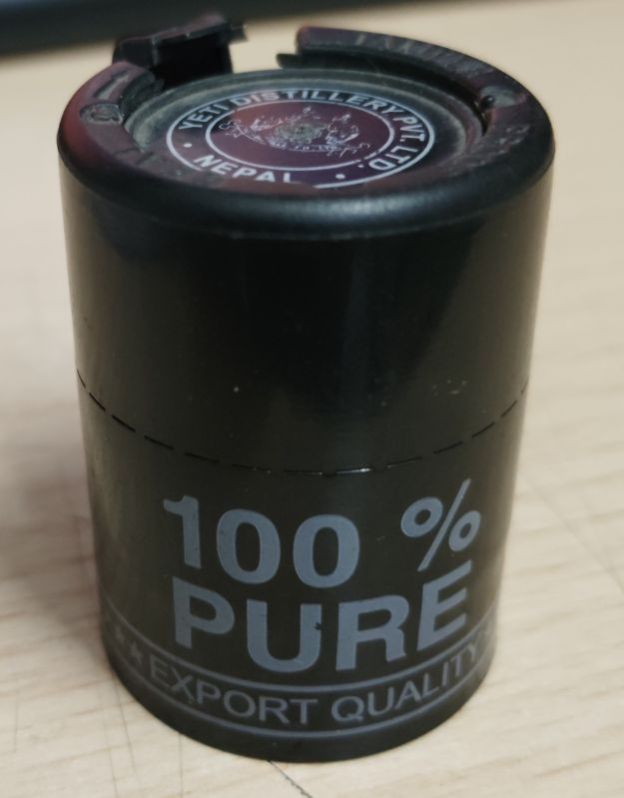 YETI DISTILLERY PVT. LTD.
• NEPAL •
100 %
PURE
★★ EXPORT QUALITY